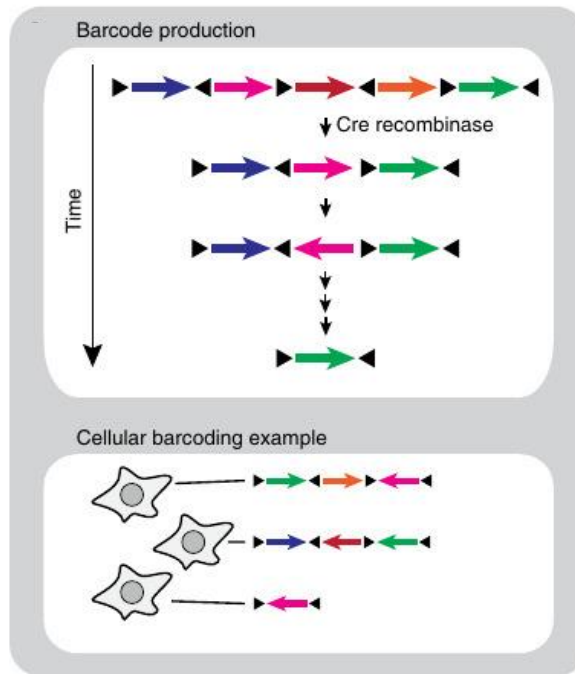 Barcode production
Cre recombinase
Time
Cellular barcoding example